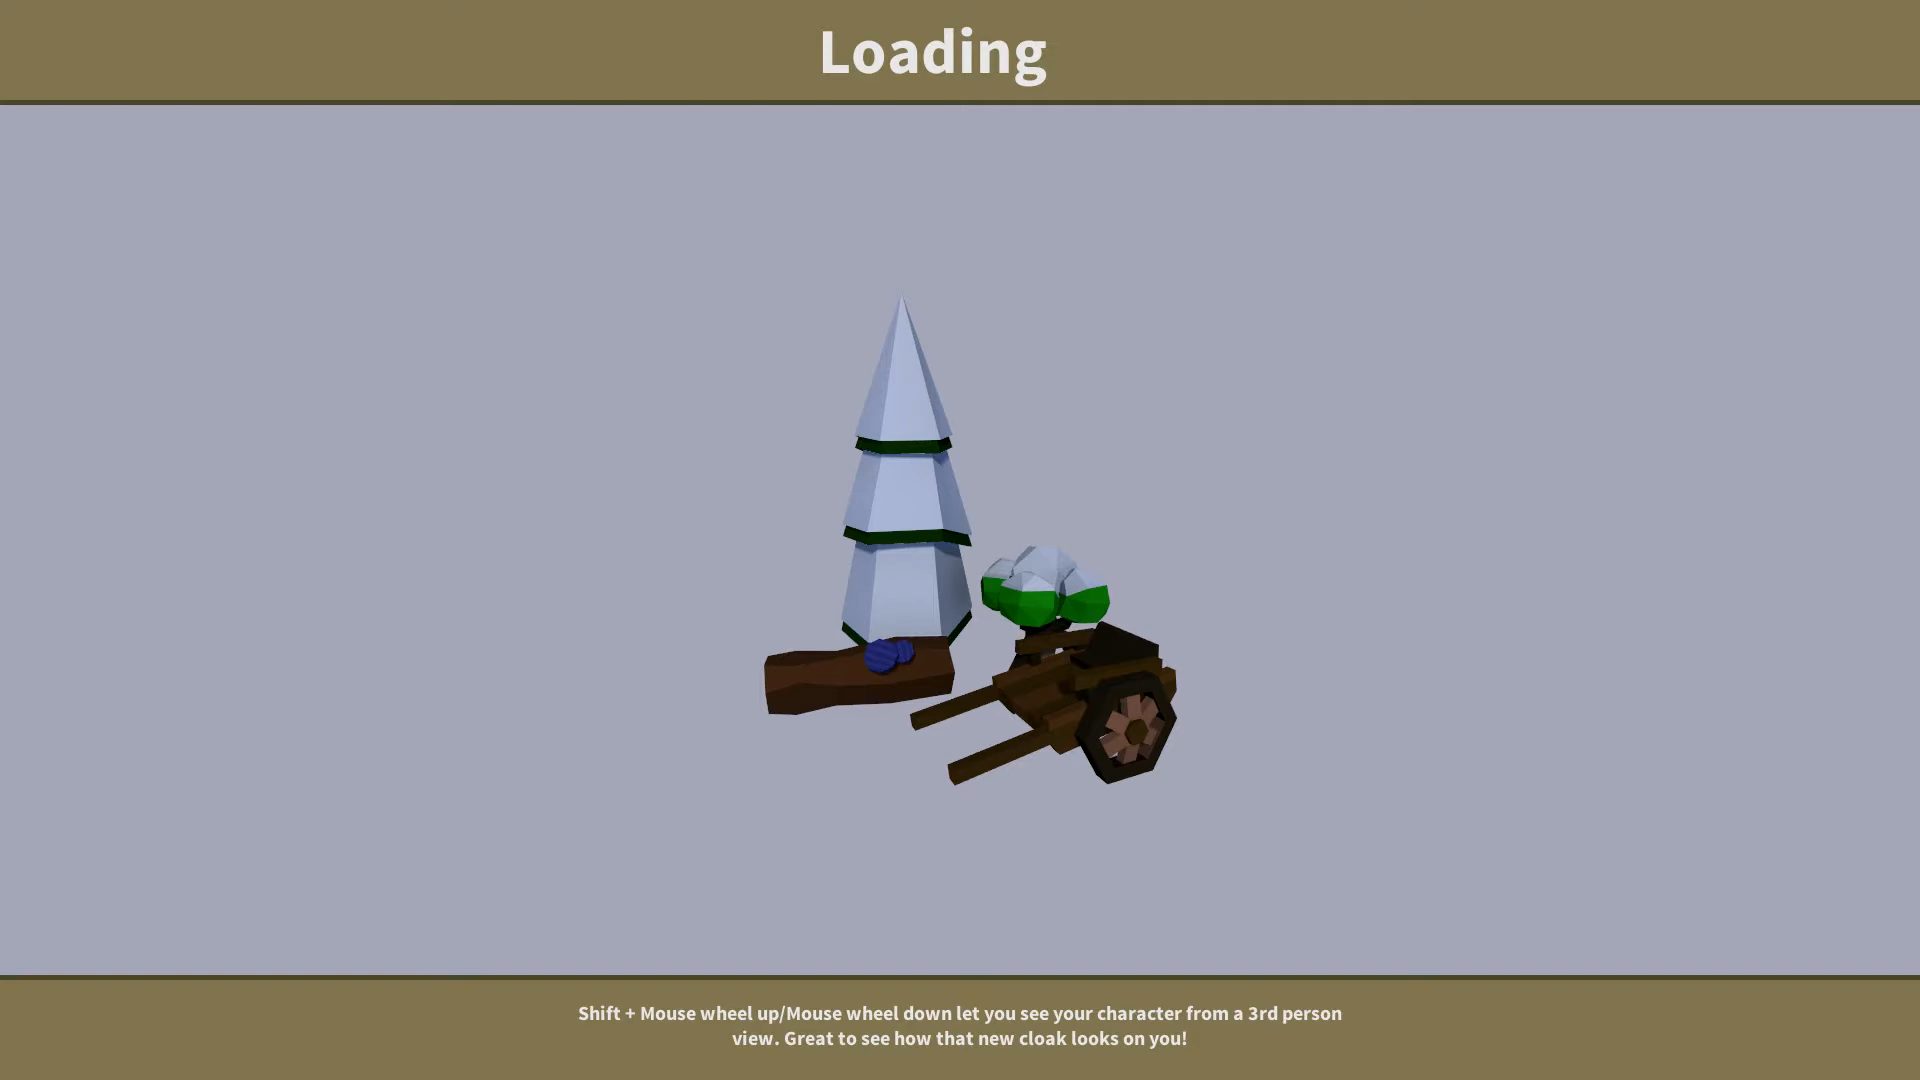 Loading
Shift + Mouse wheel up/Mouse wheel down let you see your character from a 3rd person
view. Great to see how that new cloak looks on you!